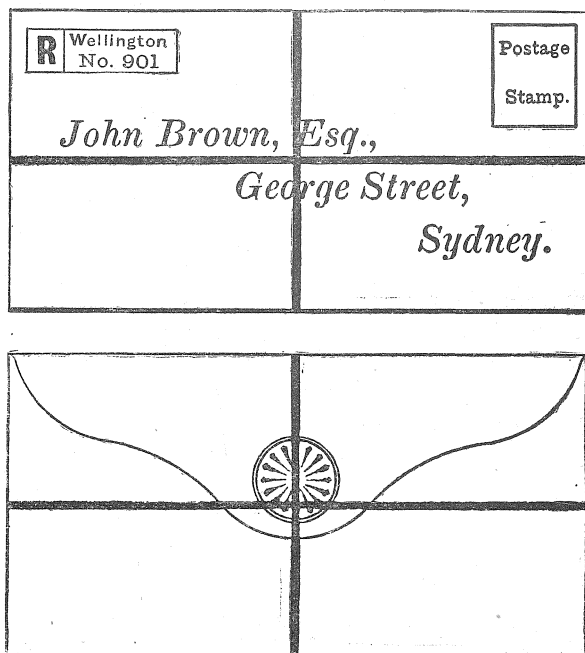 R Wellington
No. 901
Postage
Stamp.
John Brown, Esq.,
George Street,
Sydney.